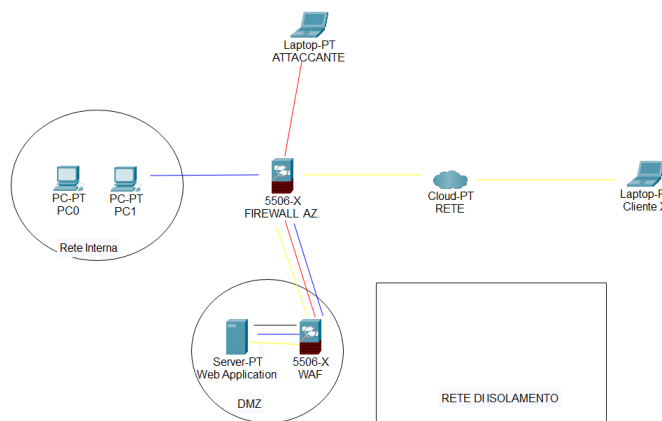 Laptop-PT
ATTACCANTE
PC-PT
PC0
PC-PT
PC1
Rete Interna
5506-X
FIREWALL AZ.
Cloud-PT
RETE
Laptop-PT
Cliente X
Server-PT
Web Application
5506-X
WAF
DMZ
RETE DI ISOLAMENTO